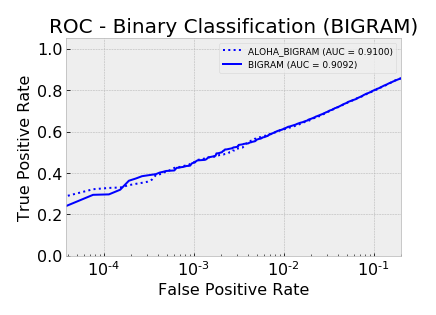 ROC - Binary Classification (BIGRAM)
ALOHA_BIGRAM (AUC = 0.9100)
BIGRAM (AUC = 0.9092)
True Positive Rate
1.0
0.8
0.6
0.4
0.2
0.0
10⁻⁴ 10⁻³ 10⁻² 10⁻¹
False Positive Rate